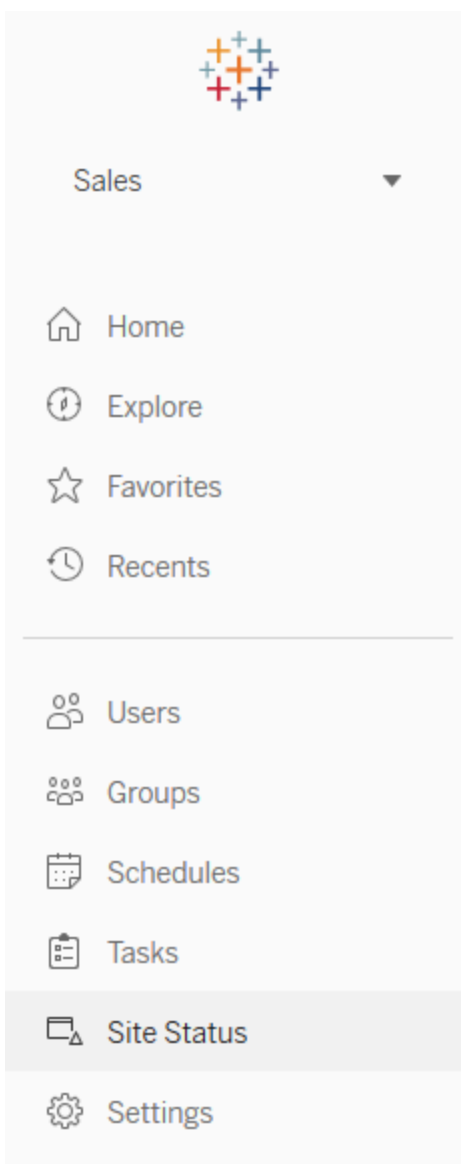 Sales
Home
Explore
Favorites
Recents
Users
Groups
Schedules
Tasks
Site Status
Settings